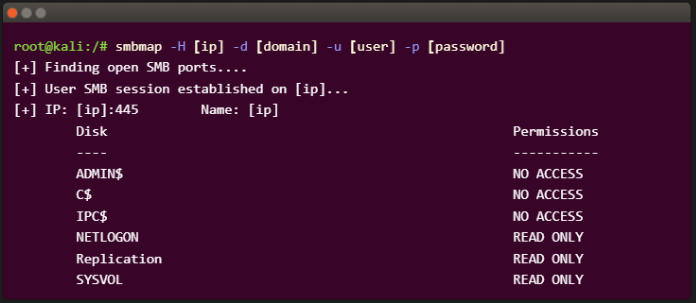 root@kali:/# smbmap -H [ip] -d [domain] -u [user] -p [password]
[+] Finding open SMB ports....
[+] User SMB session established on [ip]...
[+] IP: [ip]:445 Name: [ip]
Disk Permissions
---- -----------
ADMIN$ NO ACCESS
C$ NO ACCESS
IPC$ NO ACCESS
NETLOGON READ ONLY
Replication READ ONLY
SYSVOL READ ONLY